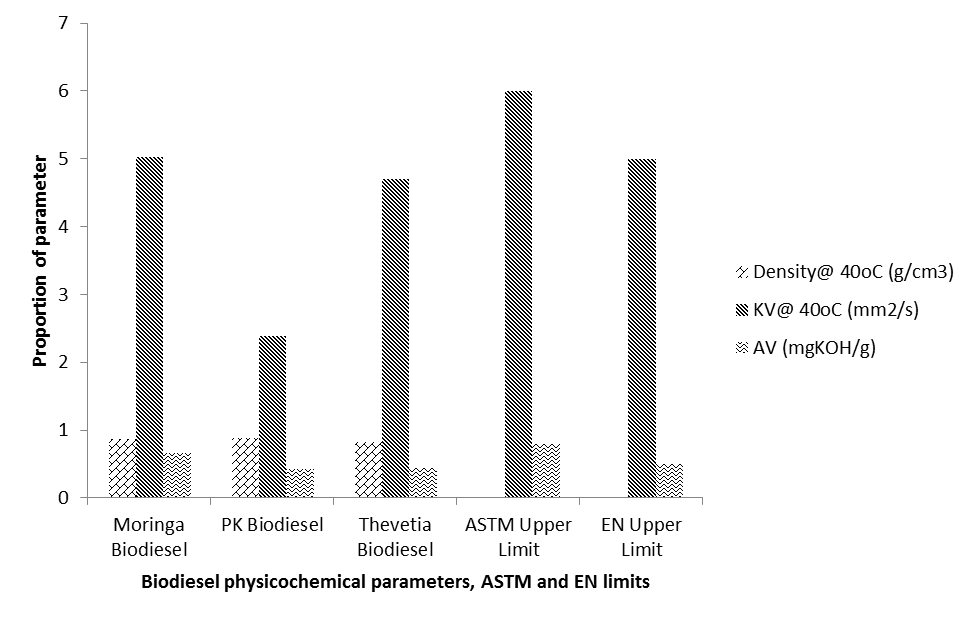 7
6
5
4
3
2
1
0
Proportion of parameter
Moringa
Biodiesel
PK Biodiesel
Thevetia
Biodiesel
ASTM Upper
Limit
EN Upper
Limit
Biodiesel physicochemical parameters, ASTM and EN limits
Density@ 40oC (g/cm3)
KV@ 40oC (mm2/s)
AV (mgKOH/g)